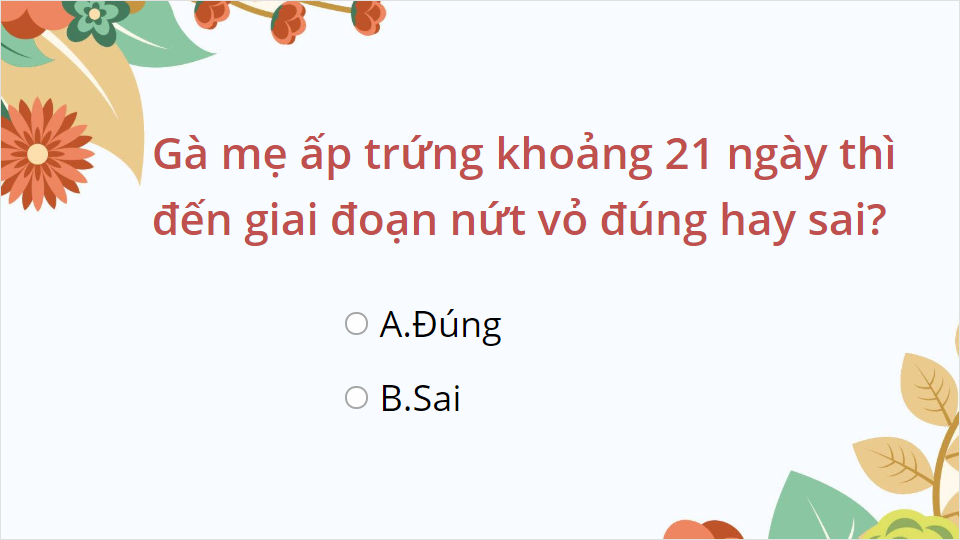 Gà mẹ ấp trứng khoảng 21 ngày thì
đến giai đoạn nứt vỏ đúng hay sai?
A.Đúng
B.Sai